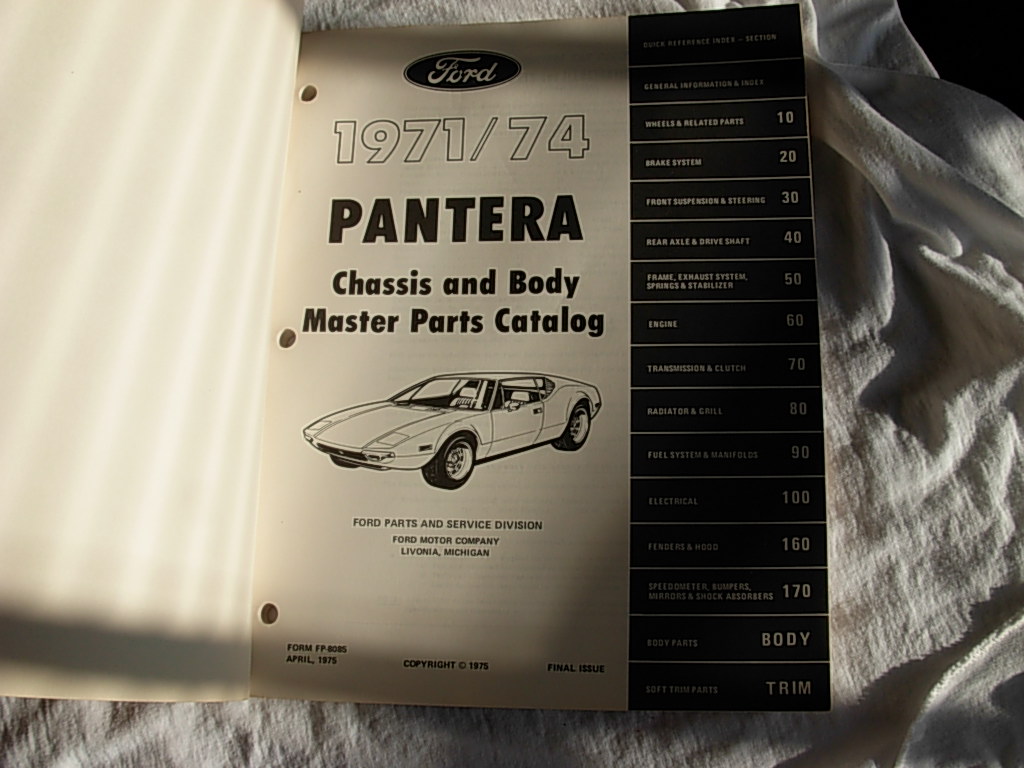 Ford
1971/74
PANTERA
Chassis and Body
Master Parts Catalog
FORD PARTS AND SERVICE DIVISION
FORD MOTOR COMPANY
LIVONIA, MICHIGAN
FORM FP-8085
APRIL, 1975
COPYRIGHT © 1975
FINAL ISSUE
QUICK REFERENCE INDEX – SECTION
GENERAL INFORMATION & INDEX
WHEELS & RELATED PARTS 10
BRAKE SYSTEM 20
FRONT SUSPENSION & STEERING 30
REAR AXLE & DRIVE SHAFT 40
FRAME, EXHAUST SYSTEM,
SPRINGS & STABILIZER 50
ENGINE 60
TRANSMISSION & CLUTCH 70
RADIATOR & GRILL 80
FUEL SYSTEM & MANIFOLDS 90
ELECTRICAL 100
FENDERS & HOOD 160
SPEEDOMETER, BUMPERS,
MIRRORS & SHOCK ABSORBERS 170
BODY PARTS BODY
SOFT TRIM PARTS TRIM